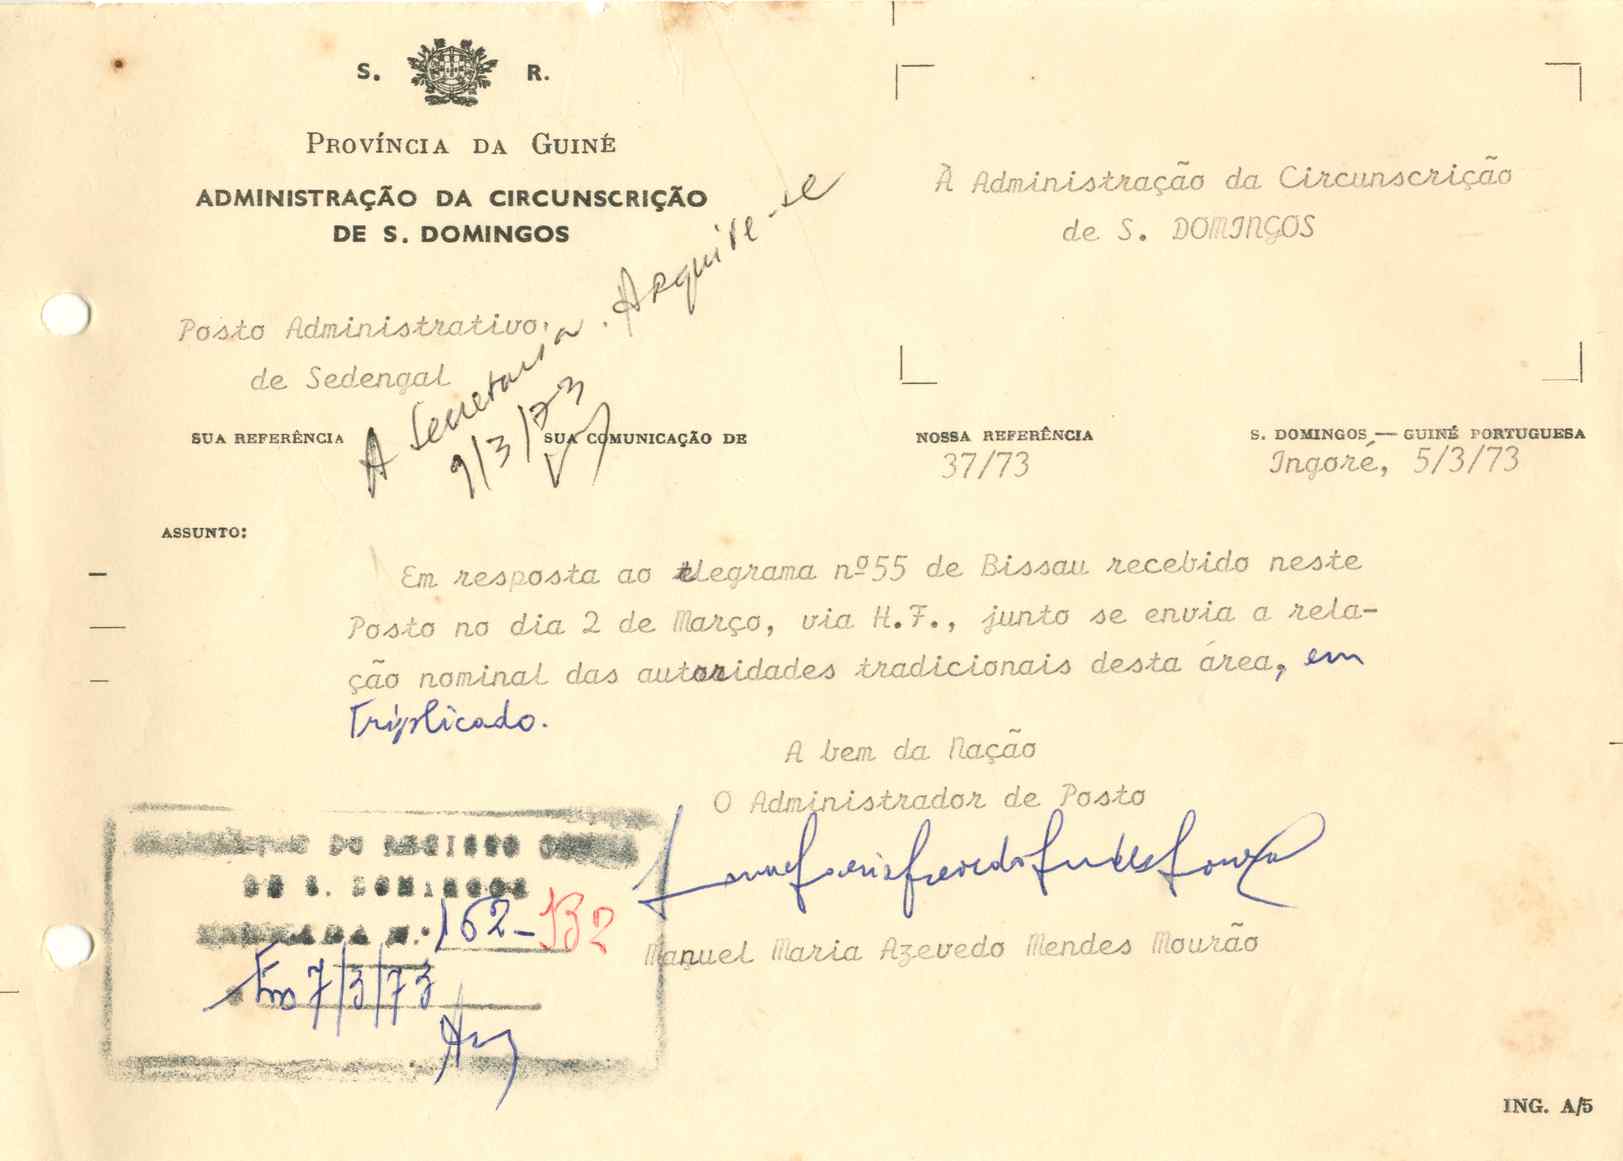 S. R.
PROVÍNCIA DA GUINÉ
ADMINISTRAÇÃO DA CIRCUNSCRIÇÃO
DE S. DOMINGOS
À Administração da Circunscrição
de S. DOMINGOS
Posto Administrativo
de Sedengal
A Secretaria. Arquive-se
9/3/73
SUA REFERÊNCIA
SUA COMUNICAÇÃO DE
NOSSA REFERÊNCIA
37/73
S. DOMINGOS — GUINÉ PORTUGUESA
Ingoré, 5/3/73
ASSUNTO:
Em resposta ao telegrama nº55 de Bissau recebido neste
Posto no dia 2 de Março, via H.F., junto se envia a rela-
ção nominal das autoridades tradicionais desta área, em
Triplicado.
A bem da Nação
O Administrador de Posto
Manuel Maria Azevedo Mendes Mourão
DE S. DOMINGOS
ENTRADA N.º 162-B2
Em 7/3/73
ING. A/5